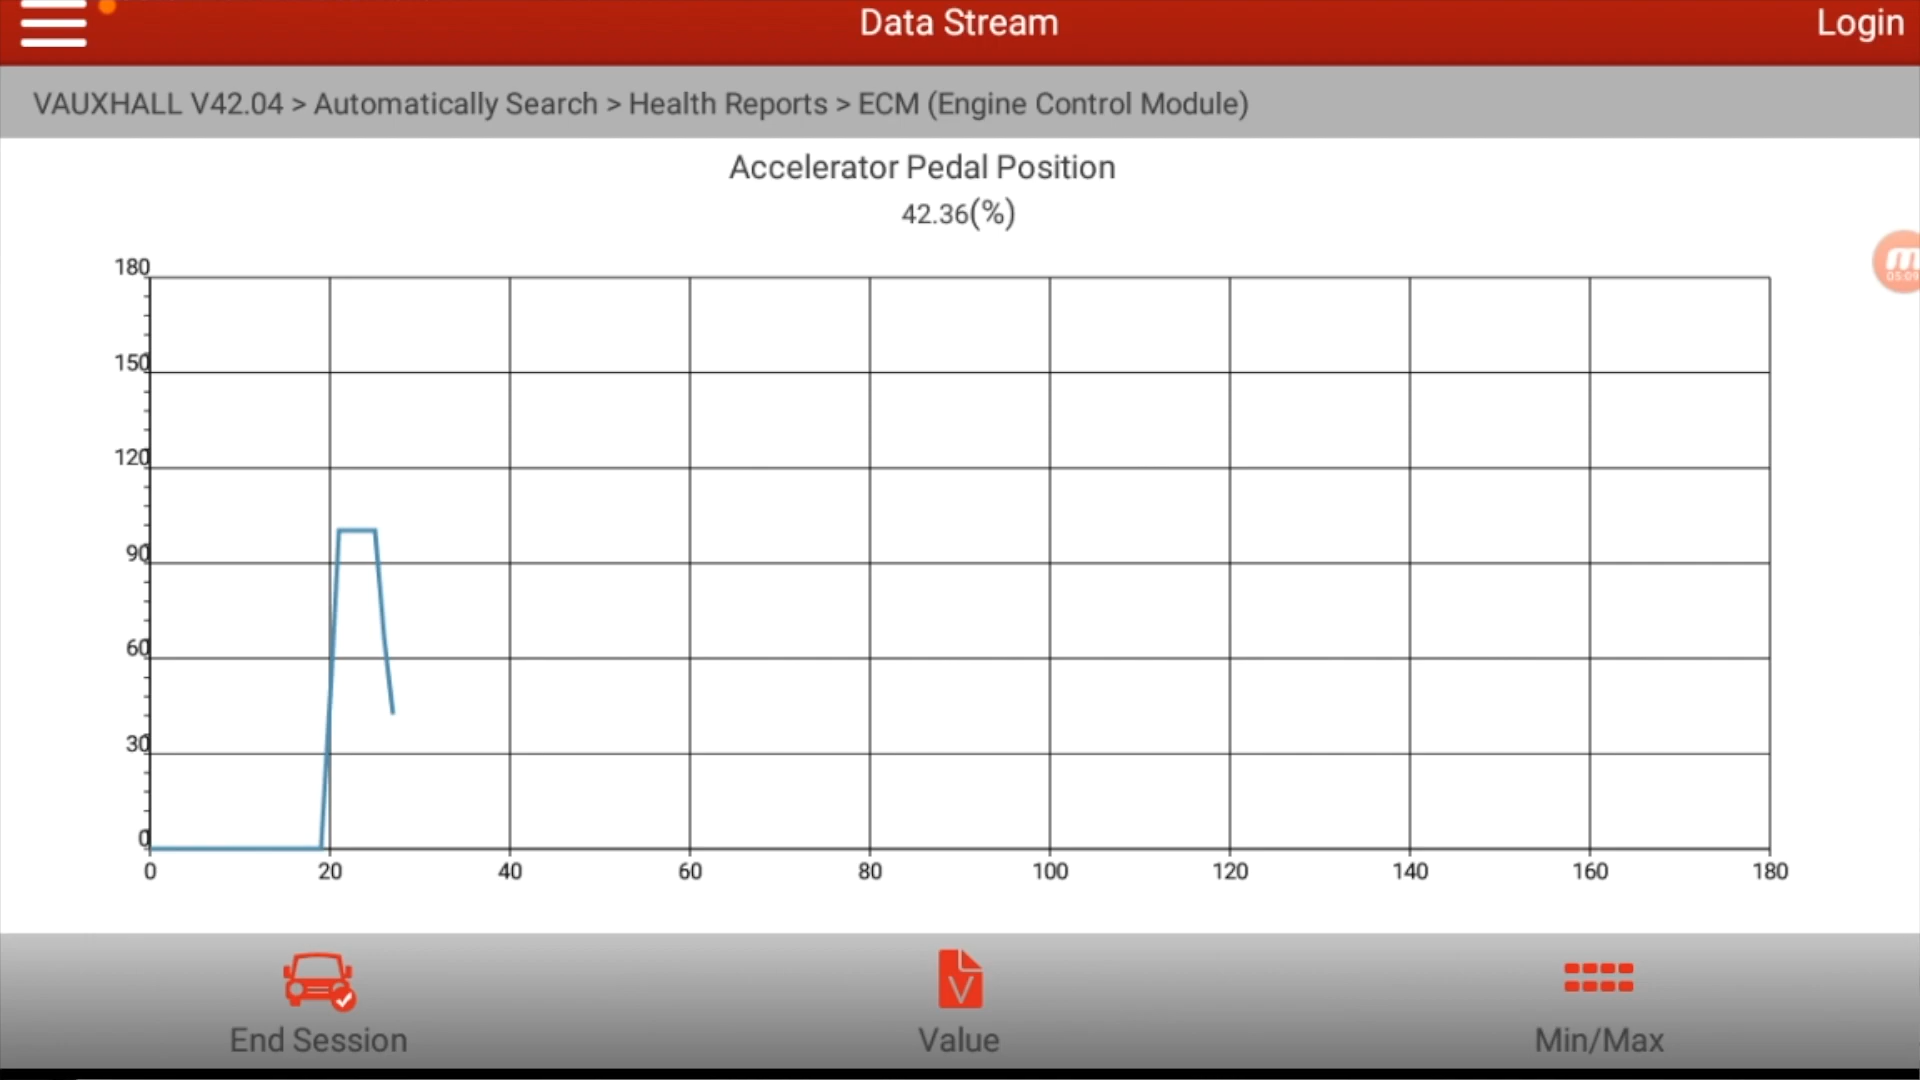 Data Stream
Login
VAUXHALL V42.04 > Automatically Search > Health Reports > ECM (Engine Control Module)
Accelerator Pedal Position
42.36(%)
m
05:09
180
150
120
90
60
30
0
0 20 40 60 80 100 120 140 160 180
V
End Session
Value
Min/Max